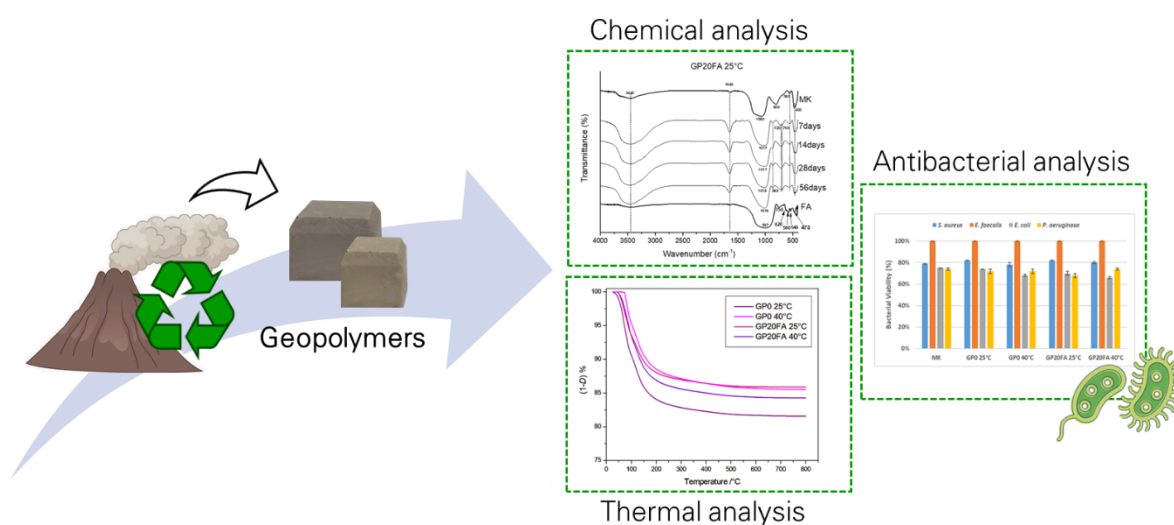 Chemical analysis
GP20FA 25°C
MK
7days
14days
28days
56days
FA
Transmittance (%)
4000 3500 3000 2500 2000 1500 1000 500
Wavenumber (cm⁻¹)
Geopolymers
100
95
90
85
80
75
(1–D) %
GP0 25°C
GP0 40°C
GP20FA 25°C
GP20FA 40°C
0 100 200 300 400 500 600 700 800
Temperature /°C
Thermal analysis
Antibacterial analysis
S. aureus E. faecalis E. coli P. aeruginosa
100%
80%
60%
40%
20%
0%
Bacterial Viability (%)
MK GP0 25°C GP0 40°C GP20FA 25°C GP20FA 40°C